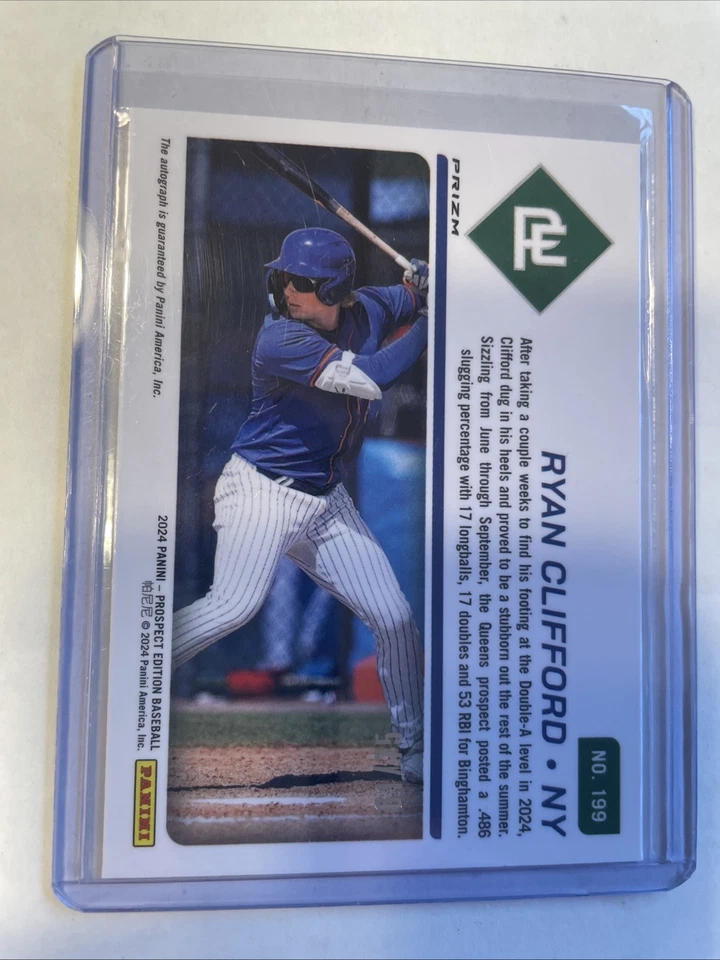 NO. 199
RYAN CLIFFORD • NY
After taking a couple weeks to find his footing at the Double-A level in 2024,
Clifford dug in his heels and proved to be a stubborn out the rest of the summer.
Sizzling from June through September, the Queens prospect posted a .486
slugging percentage with 17 longballs, 17 doubles and 53 RBI for Binghamton.
PRIZM
The autograph is guaranteed by Panini America, Inc.
2024 PANINI – PROSPECT EDITION BASEBALL
帕尼尼 © 2024 Panini America, Inc.
PANINI